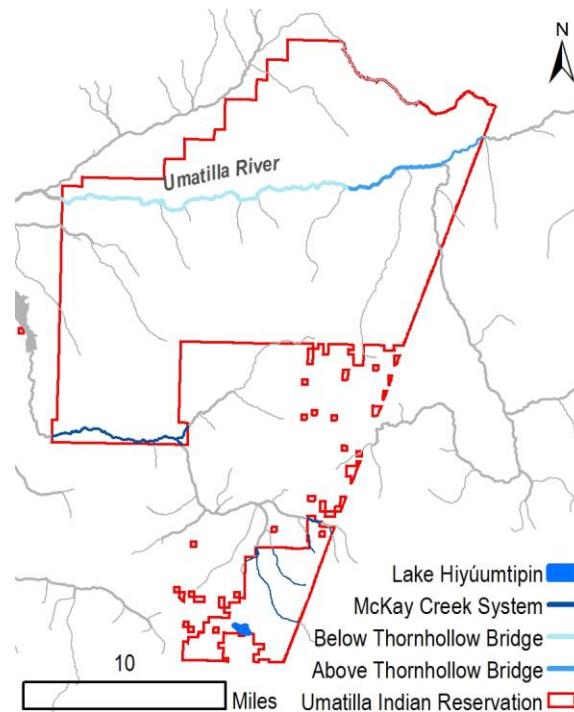 N
Umatilla River
Lake Hiyúumtipin
McKay Creek System
Below Thornhollow Bridge
Above Thornhollow Bridge
10
Miles
Umatilla Indian Reservation